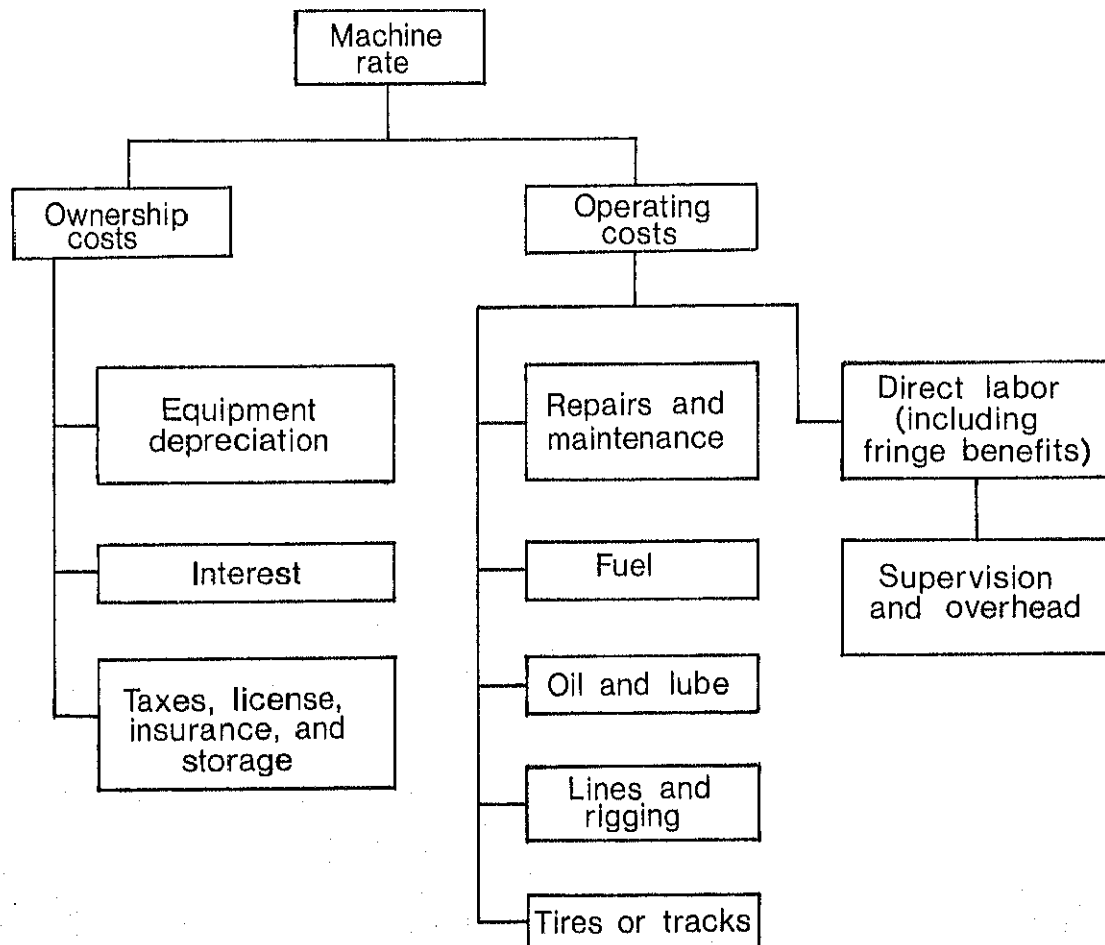 Machine
rate
Ownership
costs
Operating
costs
Equipment
depreciation
Interest
Taxes, license,
insurance, and
storage
Repairs and
maintenance
Fuel
Oil and lube
Lines and
rigging
Tires or tracks
Direct labor
(including
fringe benefits)
Supervision
and overhead